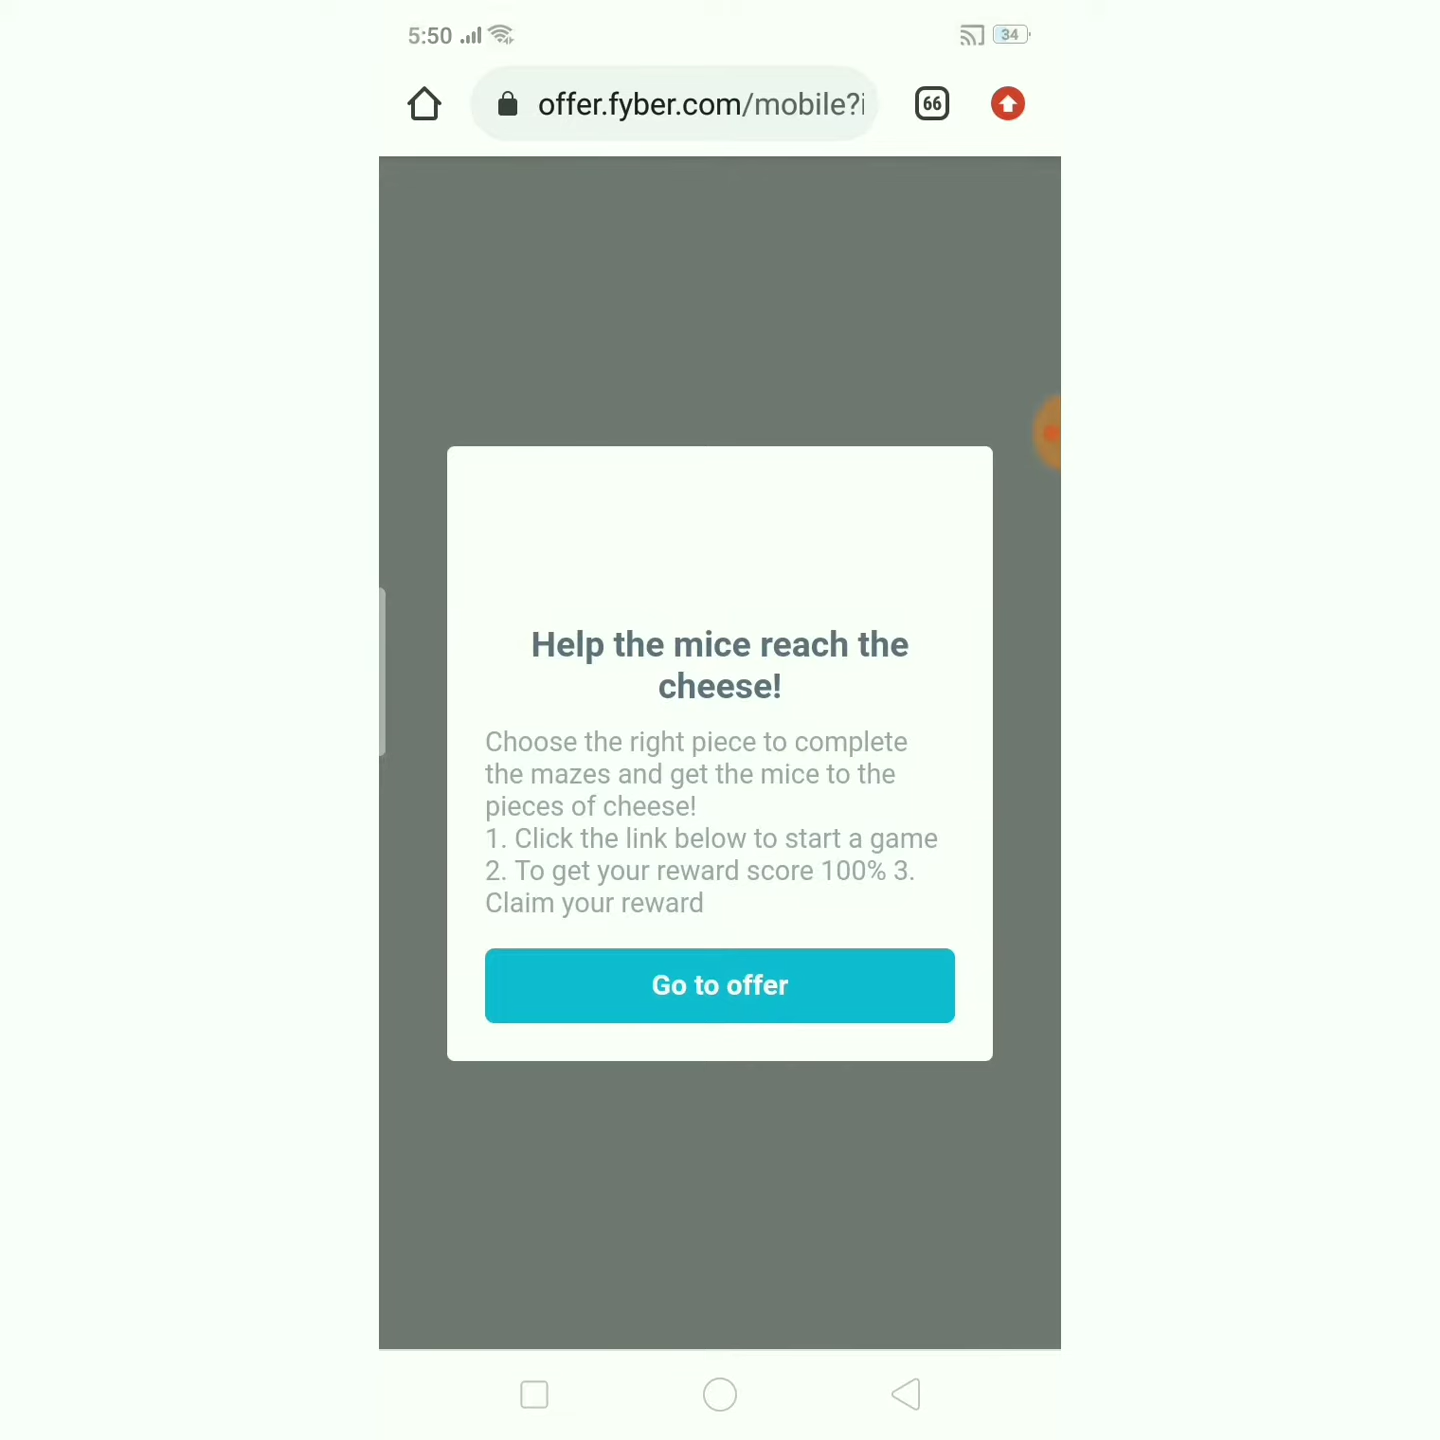 5:50
34
offer.fyber.com/mobile?i
66
Help the mice reach the
cheese!
Choose the right piece to complete
the mazes and get the mice to the
pieces of cheese!
1. Click the link below to start a game
2. To get your reward score 100% 3.
Claim your reward
Go to offer